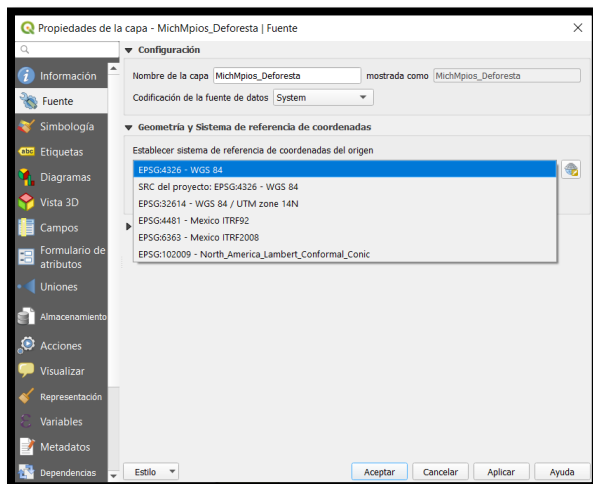 Propiedades de la capa - MichMpios_Deforesta | Fuente
Información
Fuente
Simbología
abc Etiquetas
Diagramas
Vista 3D
Campos
Formulario de
atributos
Uniones
Almacenamiento
Acciones
Visualizar
Representación
Variables
Metadatos
Dependencias
Configuración
Nombre de la capa MichMpios_Deforesta mostrada como MichMpios_Deforesta
Codificación de la fuente de datos System
Geometría y Sistema de referencia de coordenadas
Establecer sistema de referencia de coordenadas del origen
EPSG:4326 - WGS 84
SRC del proyecto: EPSG:4326 - WGS 84
EPSG:32614 - WGS 84 / UTM zone 14N
EPSG:4481 - Mexico ITRF92
EPSG:6363 - Mexico ITRF2008
EPSG:102009 - North_America_Lambert_Conformal_Conic
Estilo Aceptar Cancelar Aplicar Ayuda